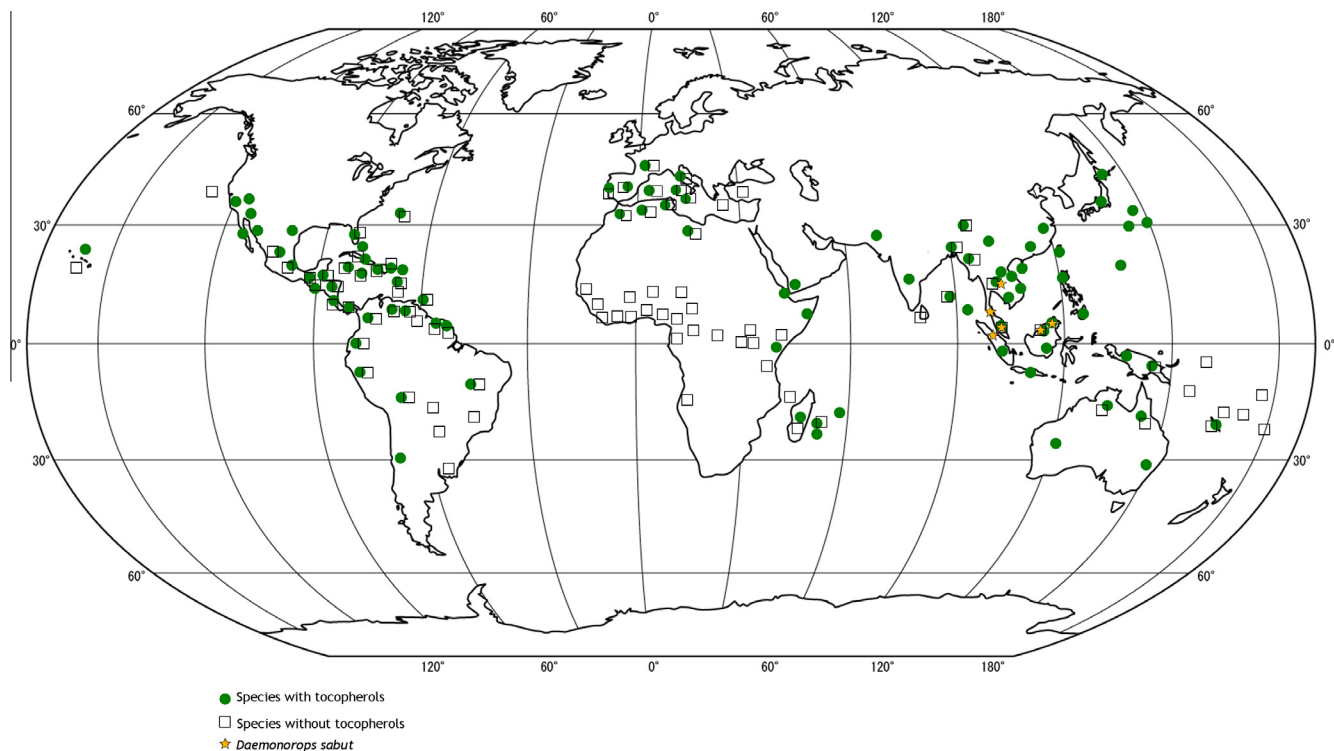 120° 60° 0° 60° 120° 180°
60° 60°
30° 30°
0° 0°
30° 30°
60° 60°
120° 60° 0° 60° 120° 180°
Species with tocopherols
Species without tocopherols
Daemonorops sabut